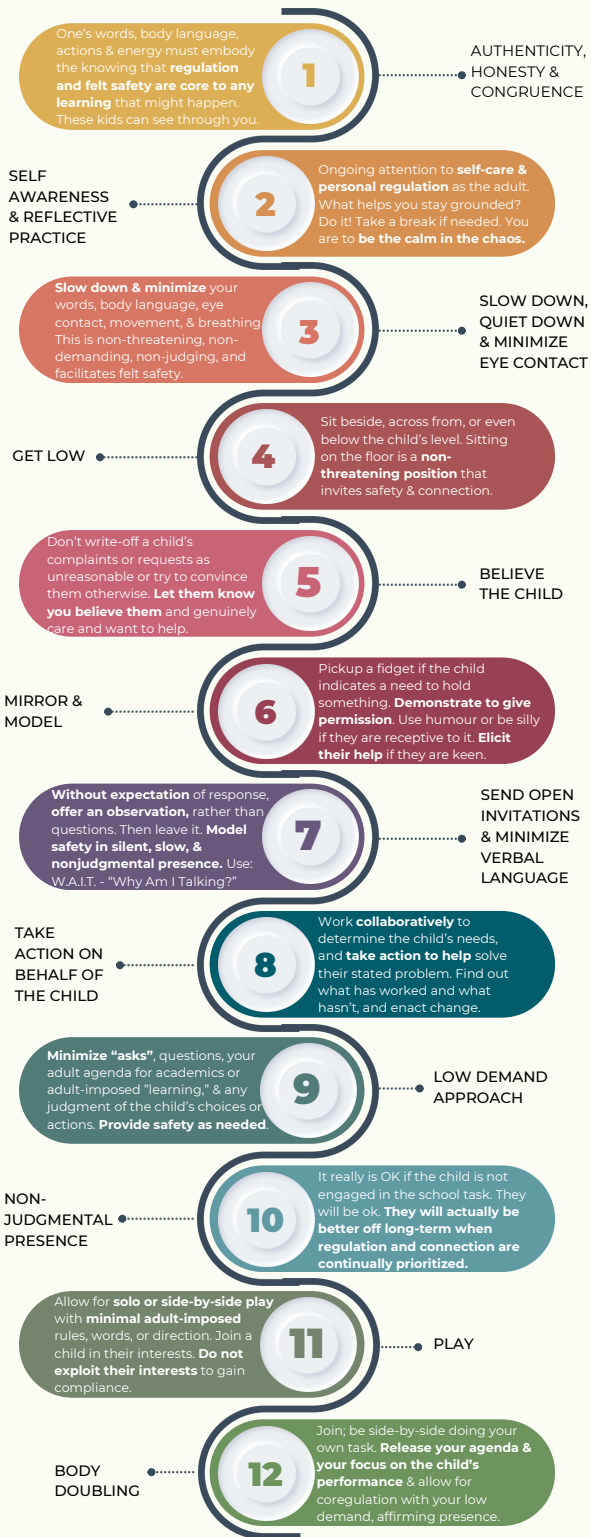 One's words, body language,
actions & energy must embody
the knowing that regulation
and felt safety are core to any
learning that might happen.
These kids can see through you.
1
AUTHENTICITY,
HONESTY &
CONGRUENCE
SELF
AWARENESS
& REFLECTIVE
PRACTICE
2
Ongoing attention to self-care &
personal regulation as the adult.
What helps you stay grounded?
Do it! Take a break if needed. You
are to be the calm in the chaos.
Slow down & minimize your
words, body language, eye
contact, movement, & breathing.
This is non-threatening, non-
demanding, non-judging, and
facilitates felt safety.
3
SLOW DOWN,
QUIET DOWN
& MINIMIZE
EYE CONTACT
GET LOW
4
Sit beside, across from, or even
below the child's level. Sitting
on the floor is a non-
threatening position that
invites safety & connection.
Don't write-off a child's
complaints or requests as
unreasonable or try to convince
them otherwise. Let them know
you believe them and genuinely
care and want to help.
5
BELIEVE
THE CHILD
MIRROR &
MODEL
6
Pickup a fidget if the child
indicates a need to hold
something. Demonstrate to give
permission. Use humour or be silly
if they are receptive to it. Elicit
their help if they are keen.
Without expectation of response,
offer an observation, rather than
questions. Then leave it. Model
safety in silent, slow, &
nonjudgmental presence. Use:
W.A.I.T. - “Why Am I Talking?”
7
SEND OPEN
INVITATIONS
& MINIMIZE
VERBAL
LANGUAGE
TAKE
ACTION ON
BEHALF OF
THE CHILD
8
Work collaboratively to
determine the child's needs,
and take action to help solve
their stated problem. Find out
what has worked and what
hasn't, and enact change.
Minimize “asks”, questions, your
adult agenda for academics or
adult-imposed ”learning,” & any
judgment of the child's choices or
actions. Provide safety as needed.
9
LOW DEMAND
APPROACH
NON-
JUDGMENTAL
PRESENCE
10
It really is OK if the child is not
engaged in the school task. They
will be ok. They will actually be
better off long-term when
regulation and connection are
continually prioritized.
Allow for solo or side-by-side play
with minimal adult-imposed
rules, words, or direction. Join a
child in their interests. Do not
exploit their interests to gain
compliance.
11
PLAY
BODY
DOUBLING
12
Join; be side-by-side doing your
own task. Release your agenda &
your focus on the child's
performance & allow for
coregulation with your low
demand, affirming presence.